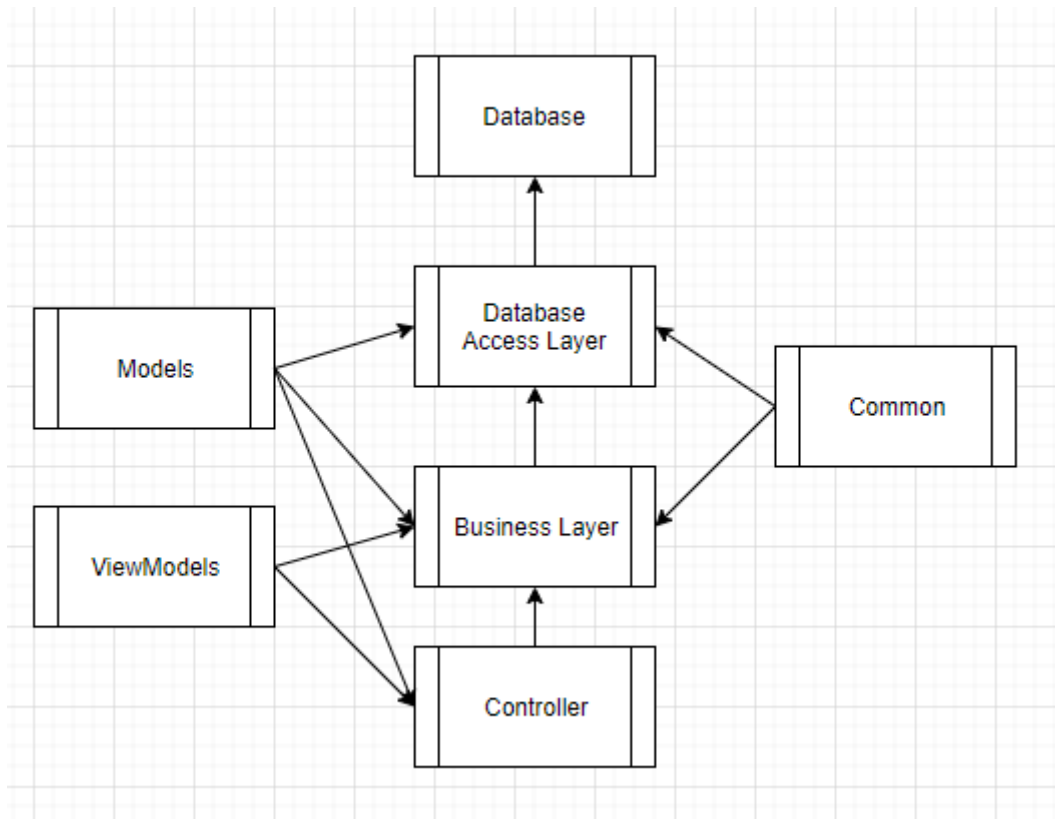 Database
Database
Access Layer
Models
Common
Business Layer
ViewModels
Controller